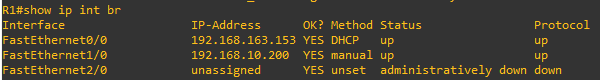 R1#show ip int br
Interface IP-Address OK? Method Status Protocol
FastEthernet0/0 192.168.163.153 YES DHCP up up
FastEthernet1/0 192.168.10.200 YES manual up up
FastEthernet2/0 unassigned YES unset administratively down down